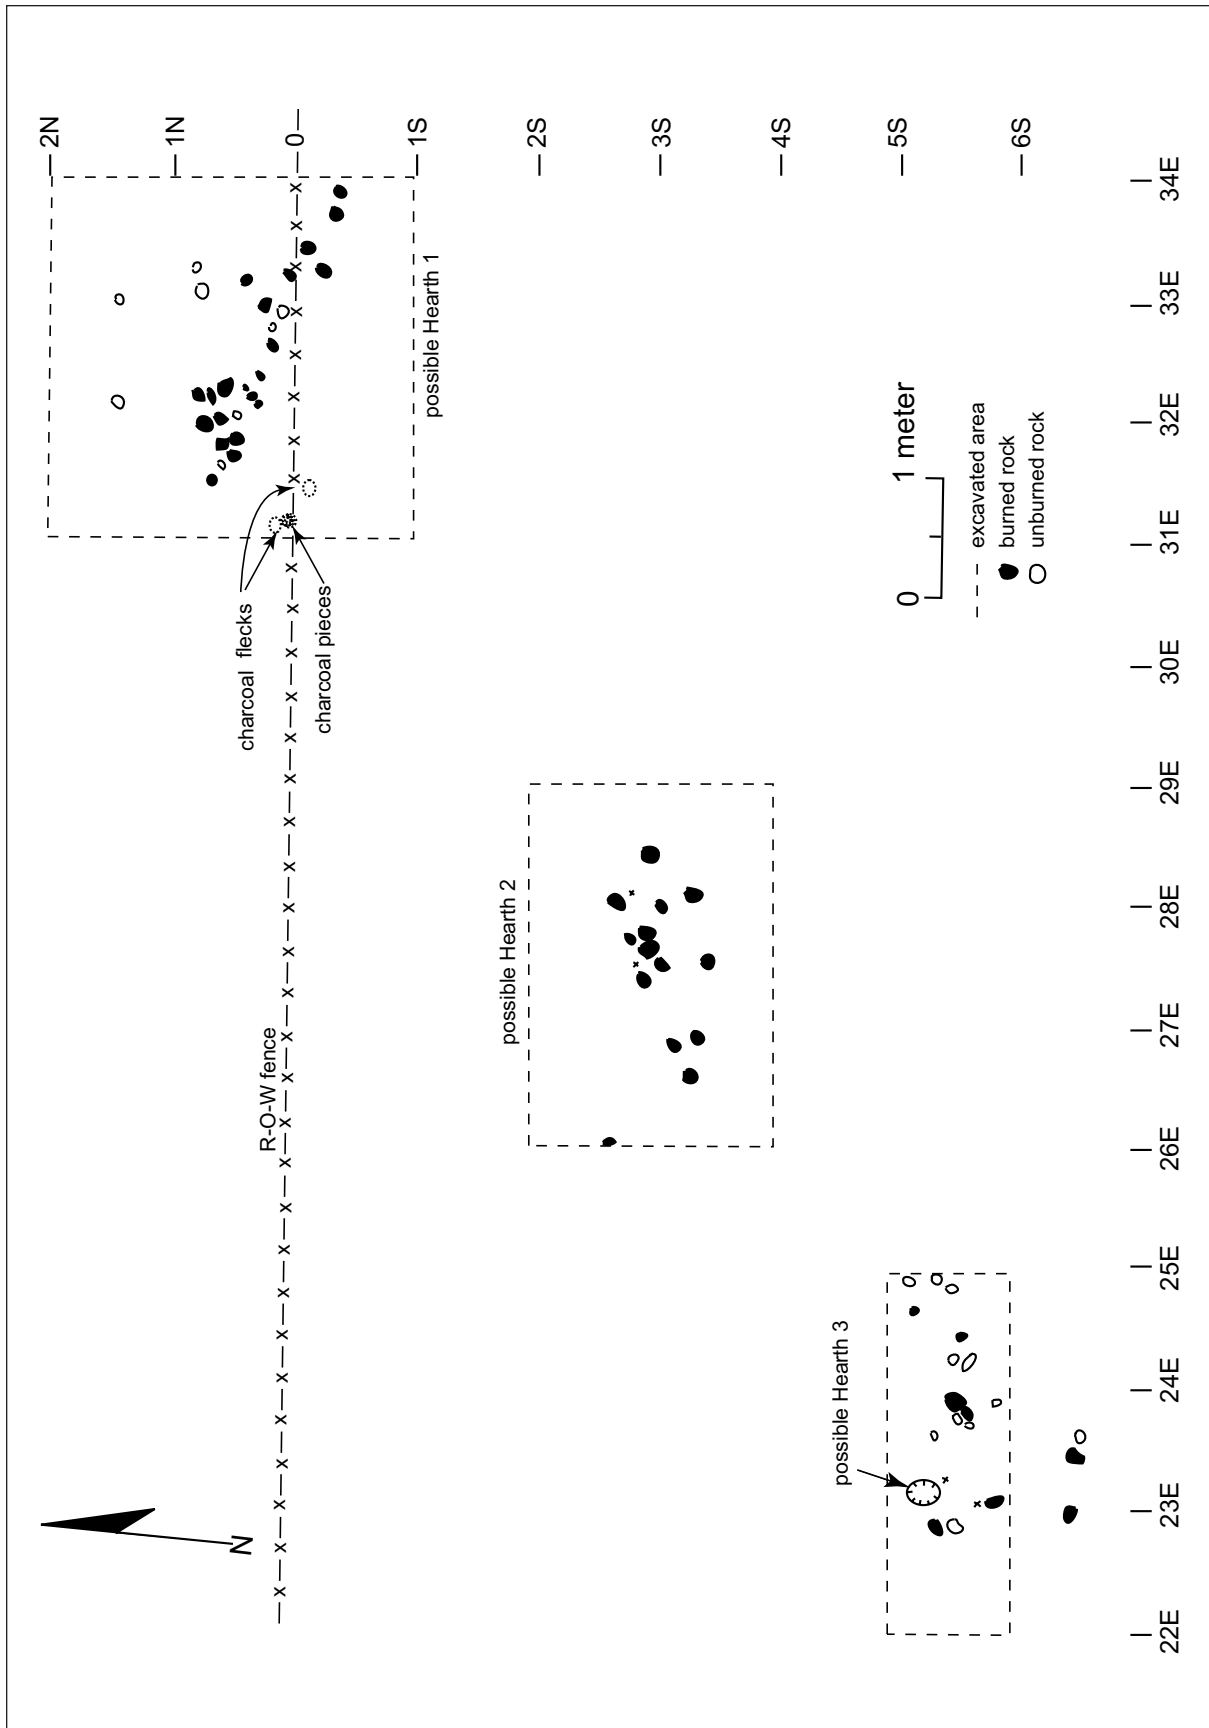 2N
1N
0
1S
2S
3S
4S
5S
6S
34E
33E
32E
31E
30E
29E
28E
27E
26E
25E
24E
23E
22E
possible Hearth 1
charcoal flecks
charcoal pieces
R-O-W fence
possible Hearth 2
possible Hearth 3
N
0
1 meter
excavated area
burned rock
unburned rock